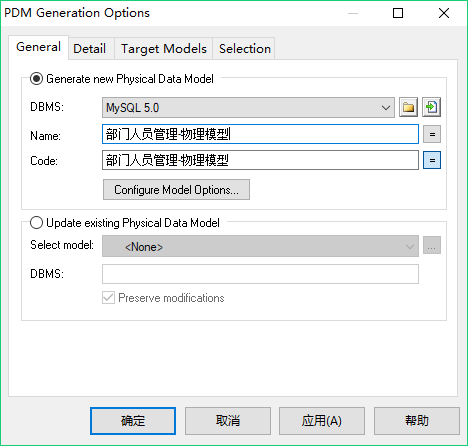 PDM Generation Options
General Detail Target Models Selection
Generate new Physical Data Model
DBMS: MySQL 5.0
Name: 部门人员管理-物理模型 =
Code: 部门人员管理-物理模型 =
Configure Model Options...
Update existing Physical Data Model
Select model: <None> ...
DBMS:
Preserve modifications
确定 取消 应用(A) 帮助